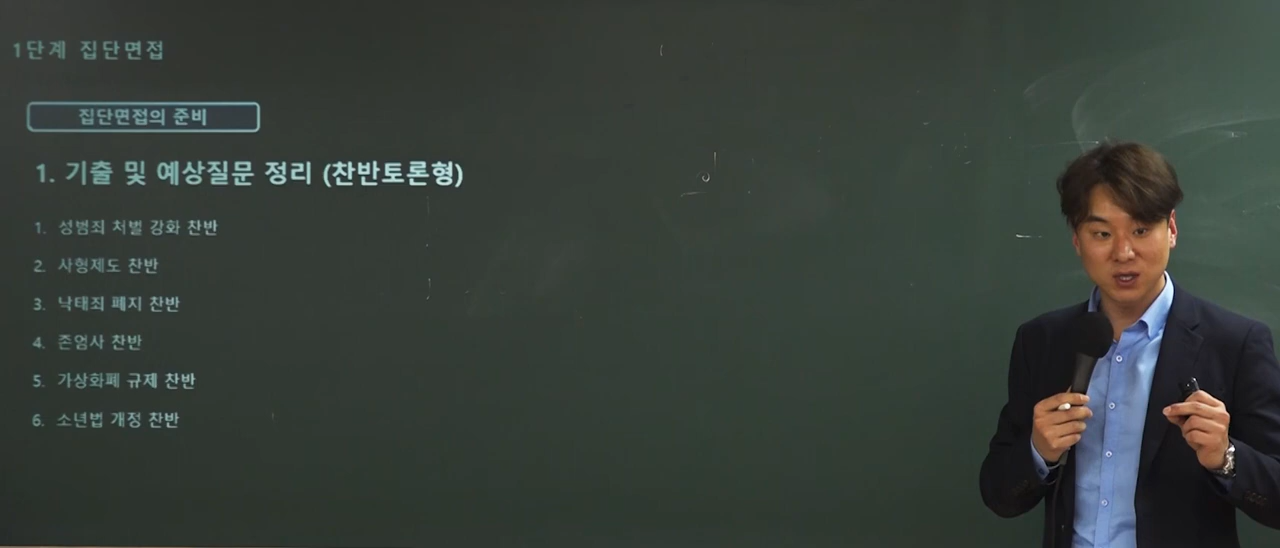 1단계 집단면접
집단면접의 준비
1. 기출 및 예상질문 정리 (찬반토론형)
1. 성범죄 처벌 강화 찬반
2. 사형제도 찬반
3. 낙태죄 폐지 찬반
4. 존엄사 찬반
5. 가상화폐 규제 찬반
6. 소년법 개정 찬반